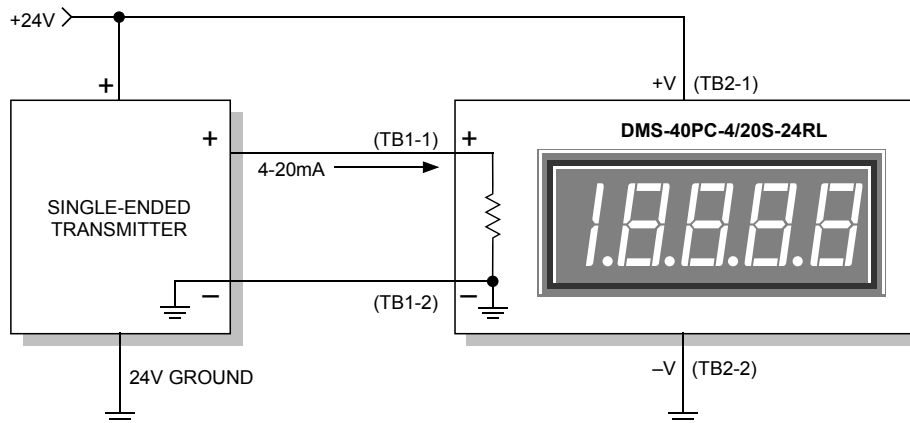 +24V
+
+V (TB2-1)
DMS-40PC-4/20S-24RL
+ (TB1-1) +
4-20mA
SINGLE-ENDED
TRANSMITTER
1.8.8.8.8
– (TB1-2) –
24V GROUND
–V (TB2-2)